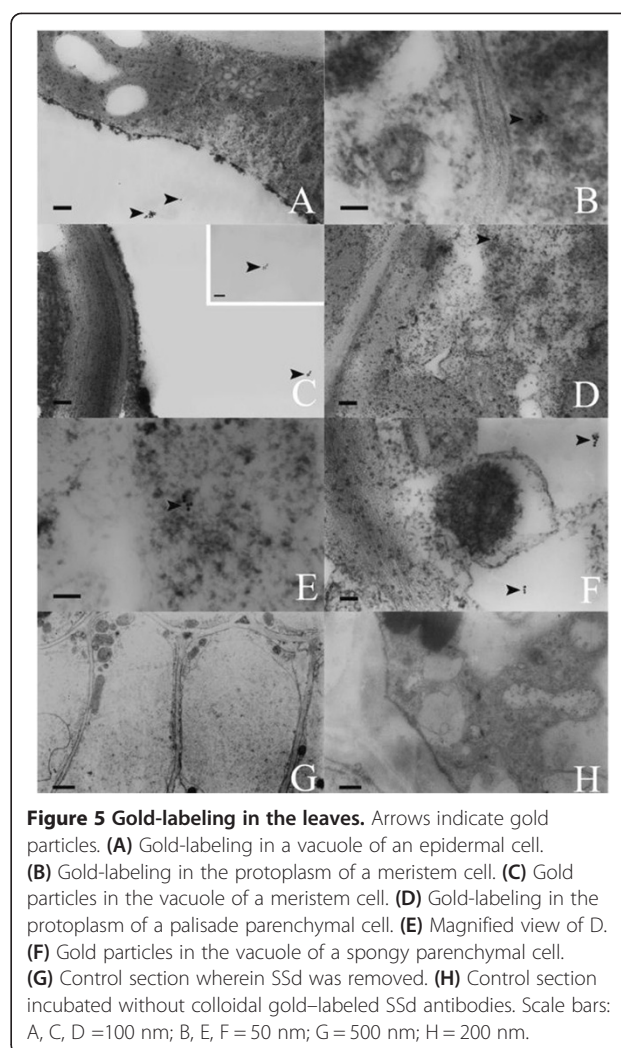 A
B
C
D
E
F
G
H
Figure 5 Gold-labeling in the leaves. Arrows indicate gold
particles. (A) Gold-labeling in a vacuole of an epidermal cell.
(B) Gold-labeling in the protoplasm of a meristem cell. (C) Gold
particles in the vacuole of a meristem cell. (D) Gold-labeling in the
protoplasm of a palisade parenchymal cell. (E) Magnified view of D.
(F) Gold particles in the vacuole of a spongy parenchymal cell.
(G) Control section wherein SSd was removed. (H) Control section
incubated without colloidal gold–labeled SSd antibodies. Scale bars:
A, C, D =100 nm; B, E, F = 50 nm; G = 500 nm; H = 200 nm.